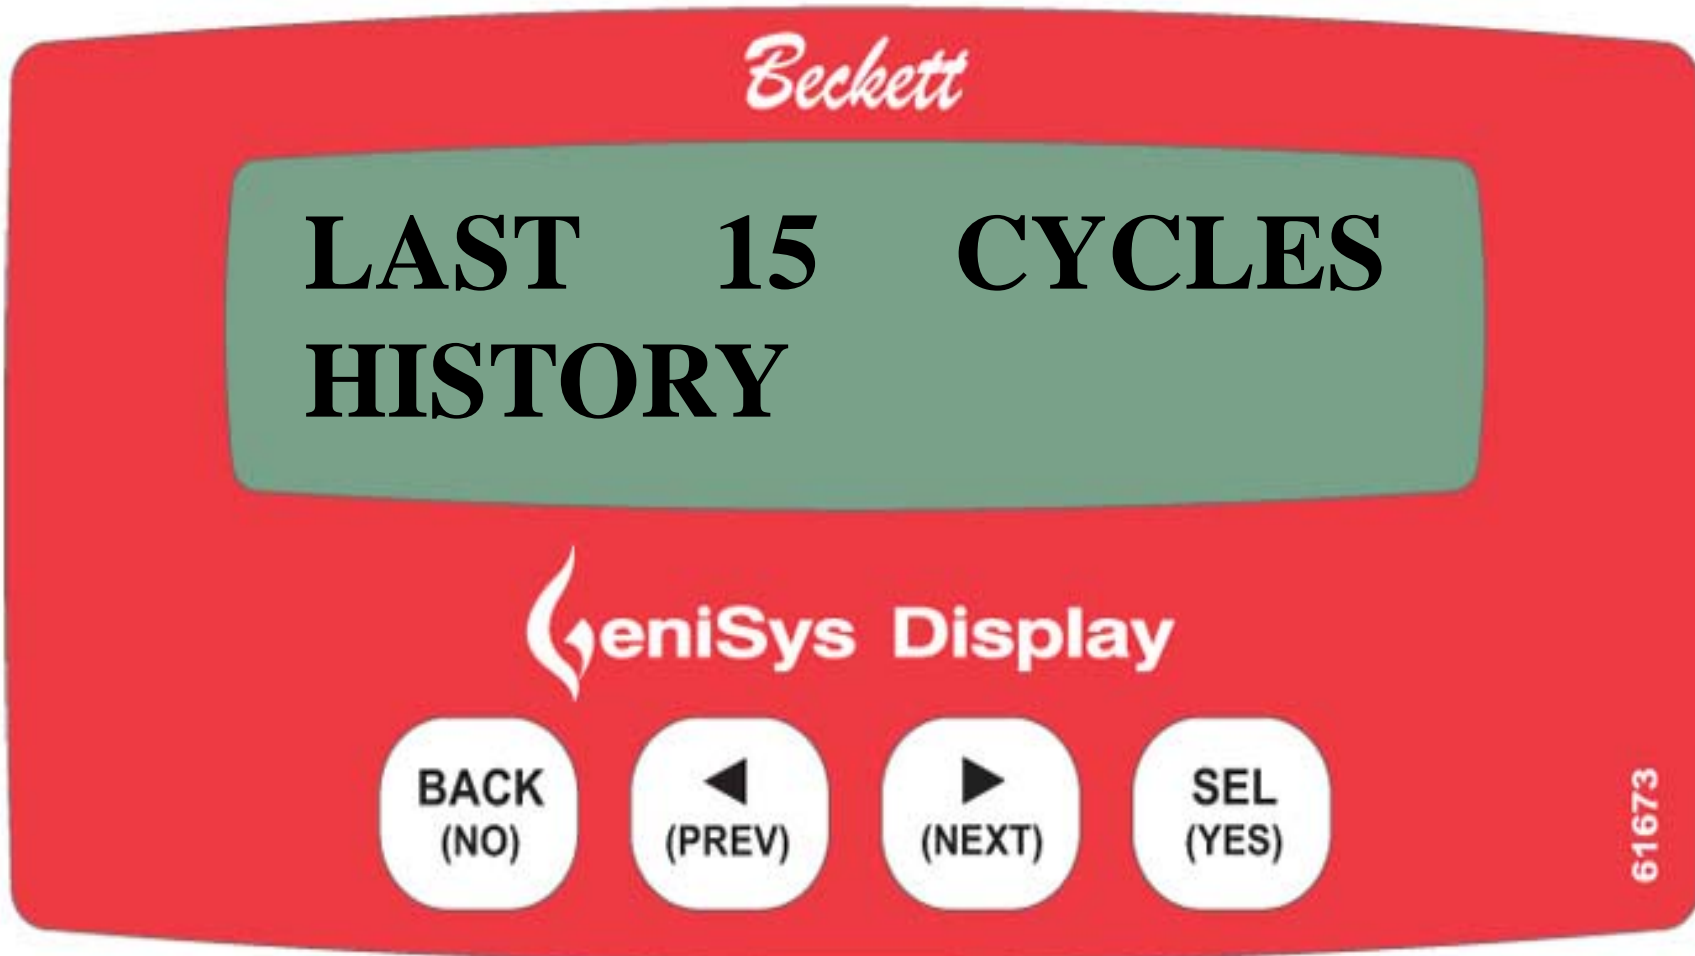 Beckett
LAST 15 CYCLES
HISTORY
GeniSys Display
BACK
(NO)
◀
(PREV)
▶
(NEXT)
SEL
(YES)
61673